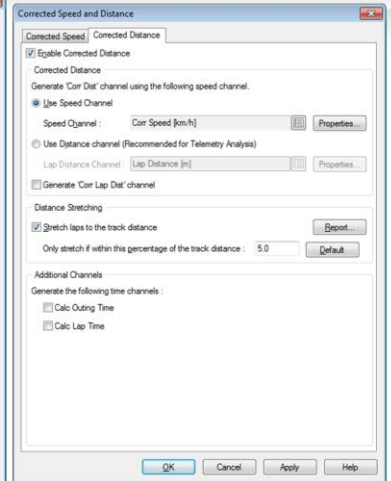 Corrected Speed and Distance
Corrected Speed Corrected Distance
Enable Corrected Distance
Corrected Distance
Generate 'Corr Dist' channel using the following speed channel.
Use Speed Channel
Speed Channel : Corr Speed [km/h] Properties...
Use Distance channel (Recommended for Telemetry Analysis)
Lap Distance Channel : Lap Distance [m] Properties...
Generate 'Corr Lap Dist' channel
Distance Stretching
Stretch laps to the track distance Report...
Only stretch if within this percentage of the track distance : 5.0 Default
Additional Channels
Generate the following time channels :
Calc Outing Time
Calc Lap Time
OK Cancel Apply Help